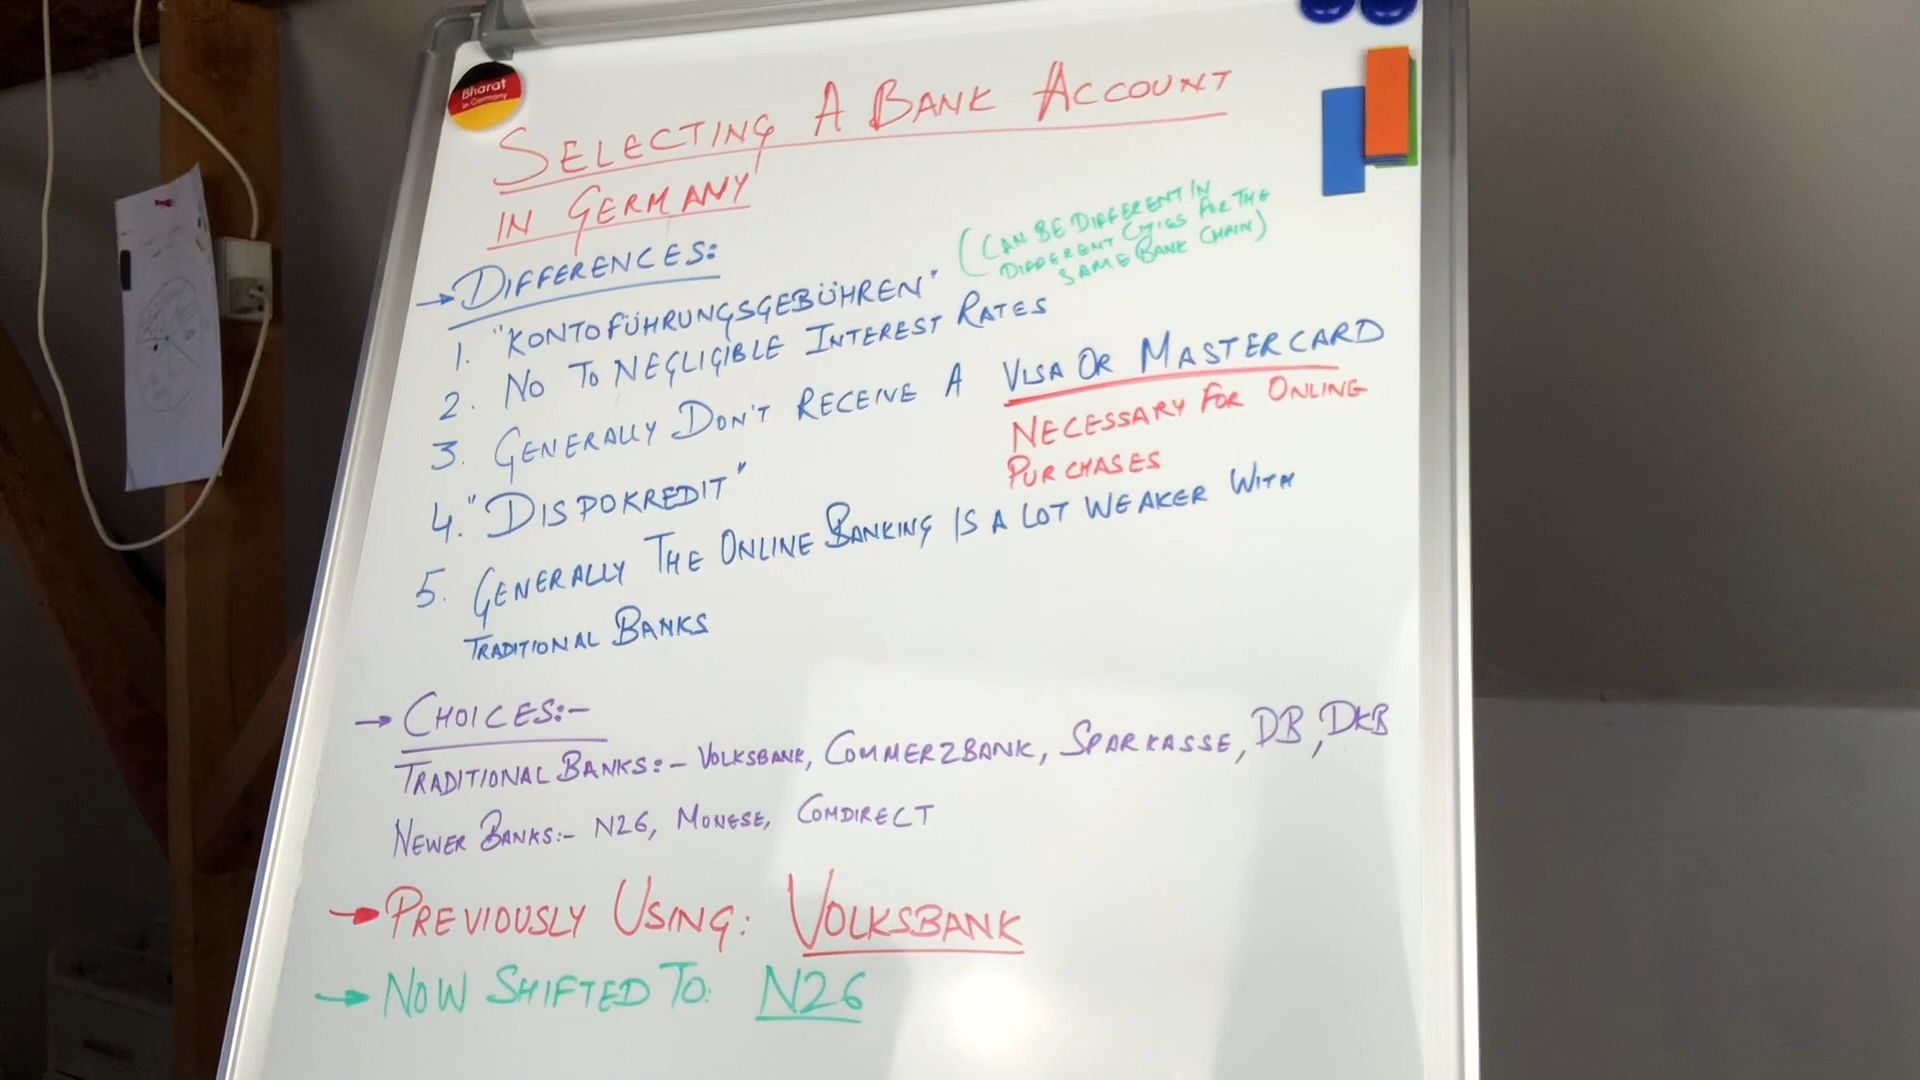 Bharat
in Germany
SELECTING A BANK ACCOUNT
IN GERMANY
→ DIFFERENCES:
1. "KONTOFÜHRUNGSGEBÜHREN" (CAN BE DIFFERENT IN
DIFFERENT CITIES FOR THE
SAME BANK CHAIN)
2. NO TO NEGLIGIBLE INTEREST RATES
3. GENERALLY DON'T RECEIVE A VISA OR MASTERCARD
NECESSARY FOR ONLINE
PURCHASES
4. "DISPOKREDIT"
5. GENERALLY THE ONLINE BANKING IS A LOT WEAKER WITH
TRADITIONAL BANKS
→ CHOICES:-
TRADITIONAL BANKS:- VOLKSBANK, COMMERZBANK, SPARKASSE, DB, DKB
NEWER BANKS:- N26, MONESE, COMDIRECT
→ PREVIOUSLY USING: VOLKSBANK
→ NOW SHIFTED TO: N26